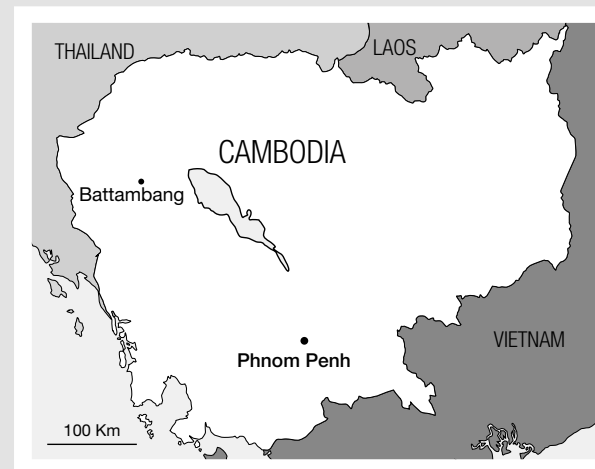 THAILAND
LAOS
CAMBODIA
Battambang
Phnom Penh
VIETNAM
100 Km